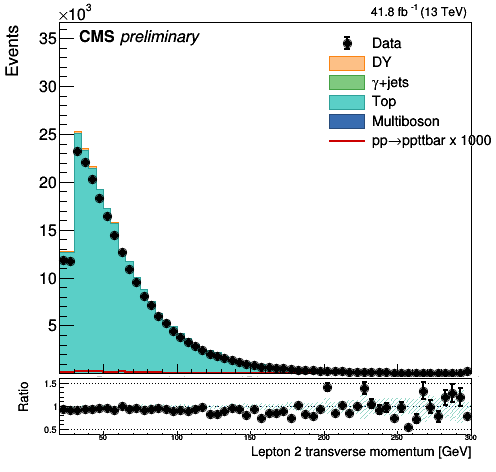 ×10³
41.8 fb ⁻¹ (13 TeV)
CMS preliminary
Events
35
30
25
20
15
10
5
Data
DY
γ+jets
Top
Multiboson
pp→ppttbar x 1000
Ratio
1.5
1
0.5
50
100
150
200
250
300
Lepton 2 transverse momentum [GeV]